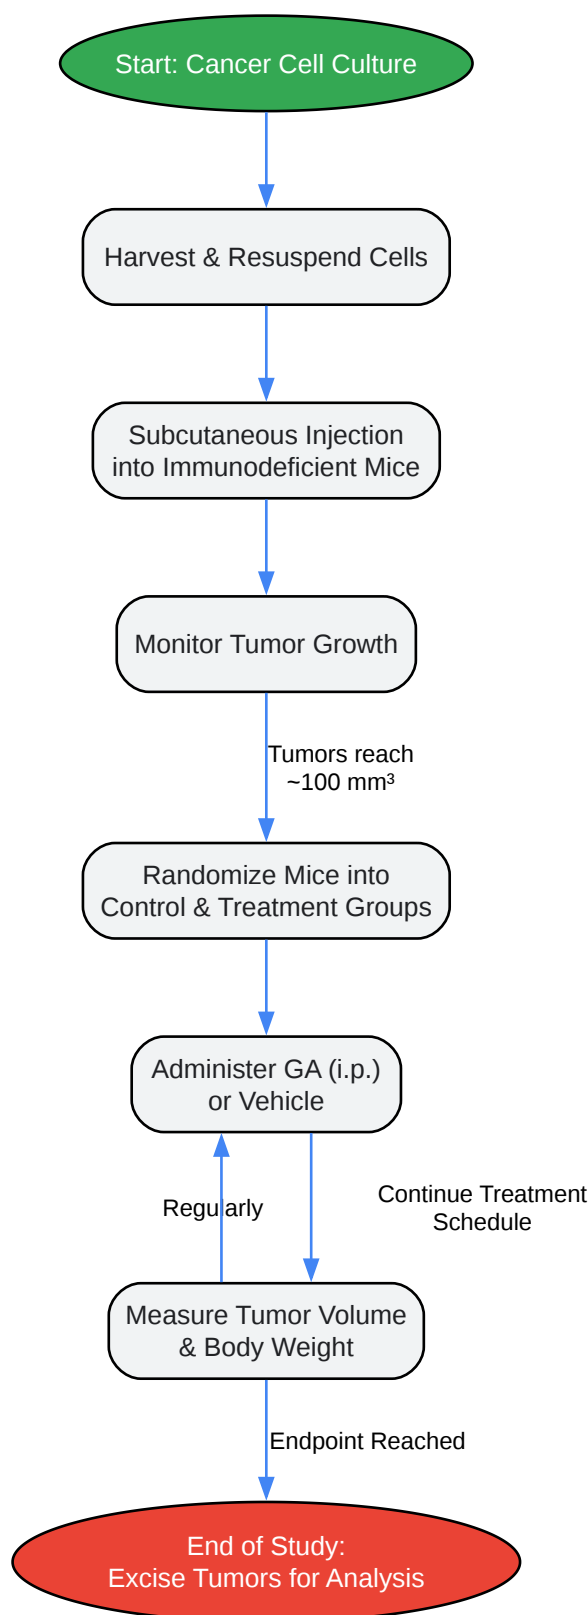 Start: Cancer Cell Culture
Harvest & Resuspend Cells
Subcutaneous Injection
into Immunodeficient Mice
Monitor Tumor Growth
Tumors reach
~100 mm³
Randomize Mice into
Control & Treatment Groups
Administer GA (i.p.)
or Vehicle
Regularly
Continue Treatment
Schedule
Measure Tumor Volume
& Body Weight
Endpoint Reached
End of Study:
Excise Tumors for Analysis